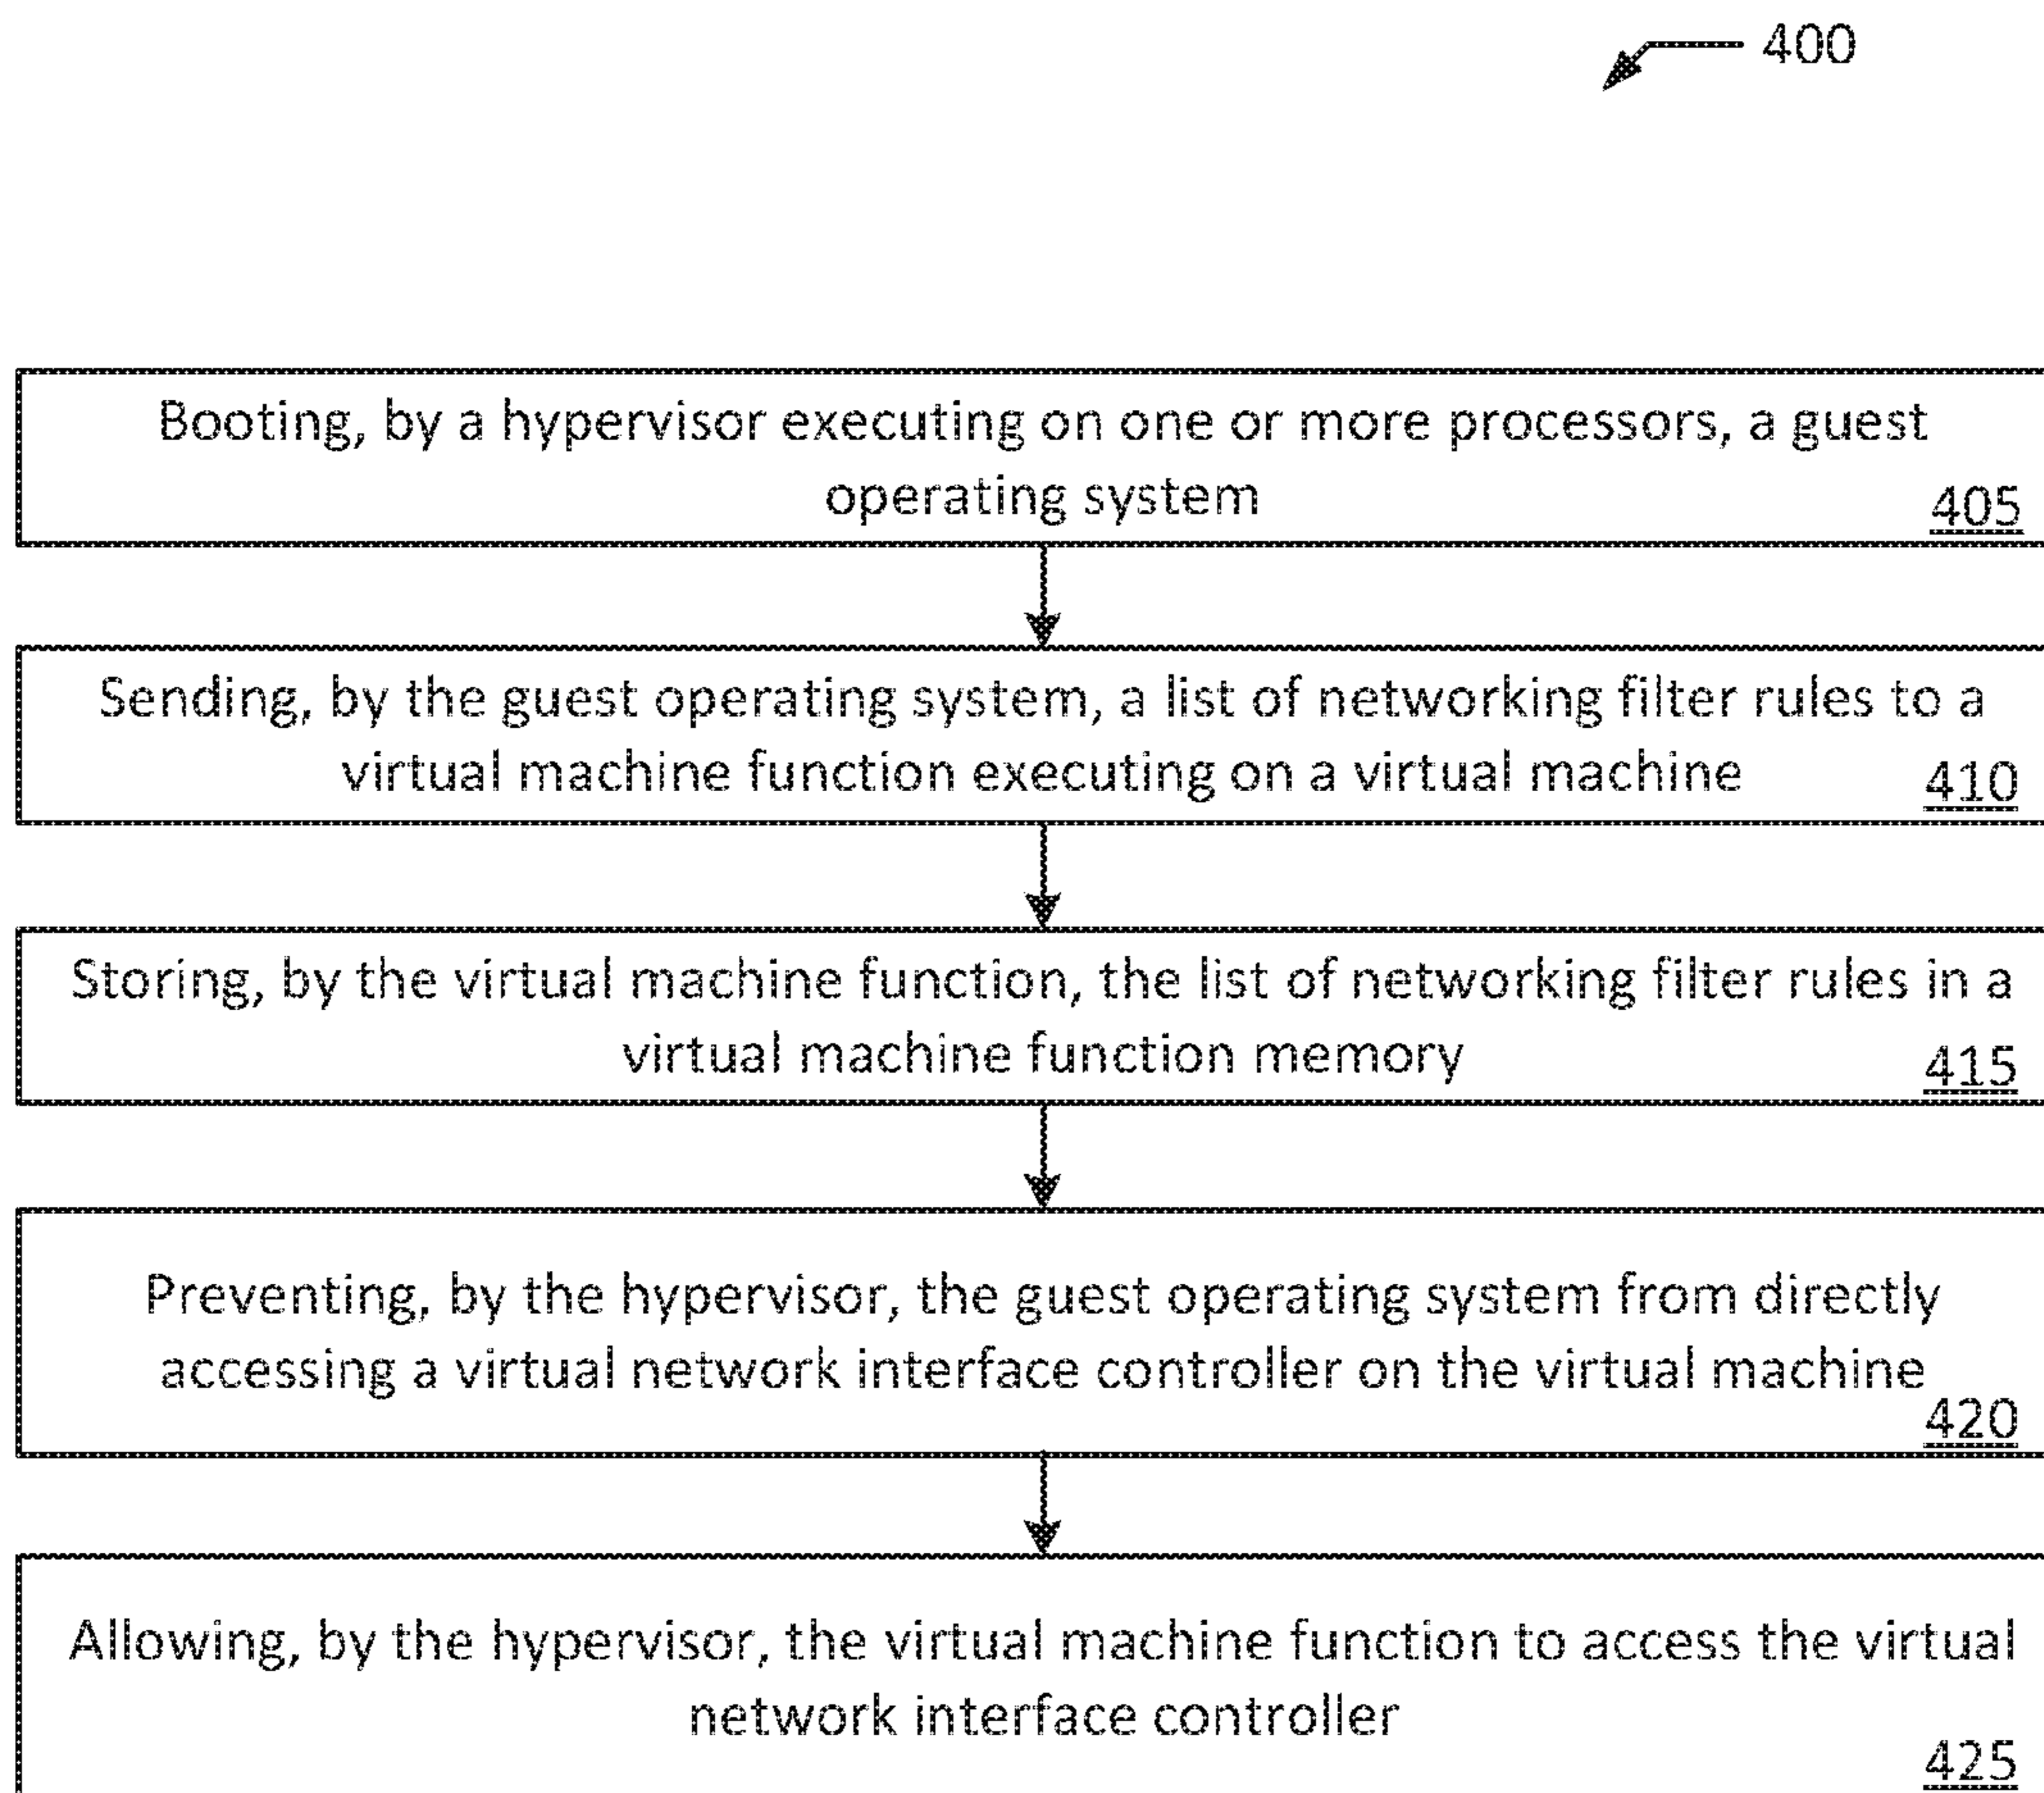 400
Booting, by a hypervisor executing on one or more processors, a guest
operating system
405
Sending, by the guest operating system, a list of networking filter rules to a
virtual machine function executing on a virtual machine
410
Storing, by the virtual machine function, the list of networking filter rules in a
virtual machine function memory
415
Preventing, by the hypervisor, the guest operating system from directly
accessing a virtual network interface controller on the virtual machine
420
Allowing, by the hypervisor, the virtual machine function to access the virtual
network interface controller
425